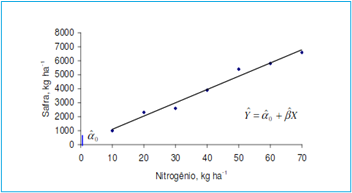 8000
7000
6000
5000
4000
3000
2000
1000
0
Safra, kg ha⁻¹
Ŷ = α̂₀ + β̂X
α̂₀
0 10 20 30 40 50 60 70
Nitrogênio, kg ha⁻¹